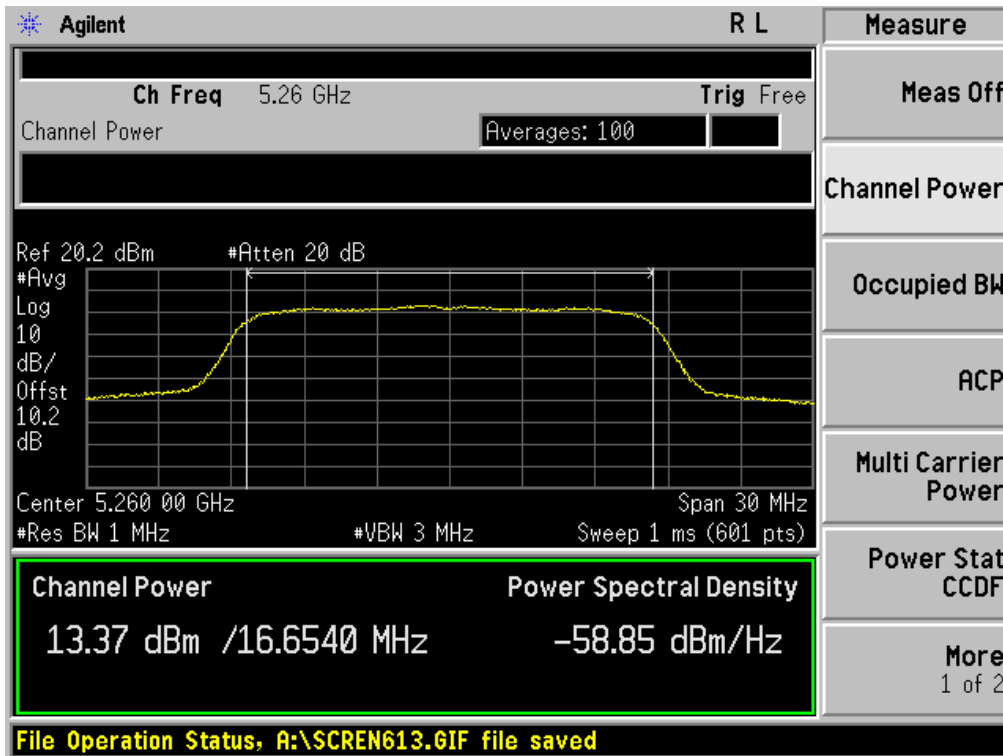 Agilent
R L
Measure
Ch Freq 5.26 GHz
Trig Free
Channel Power
Averages: 100
Ref 20.2 dBm
#Atten 20 dB
#Avg
Log
10
dB/
Offst
10.2
dB
Center 5.260 00 GHz
Span 30 MHz
#Res BW 1 MHz
#VBW 3 MHz
Sweep 1 ms (601 pts)
Channel Power
Power Spectral Density
13.37 dBm /16.6540 MHz
-58.85 dBm/Hz
File Operation Status, A:\SCREN613.GIF file saved
Meas Off
Channel Power
Occupied BW
ACP
Multi Carrier
Power
Power Stat
CCDF
More
1 of 2